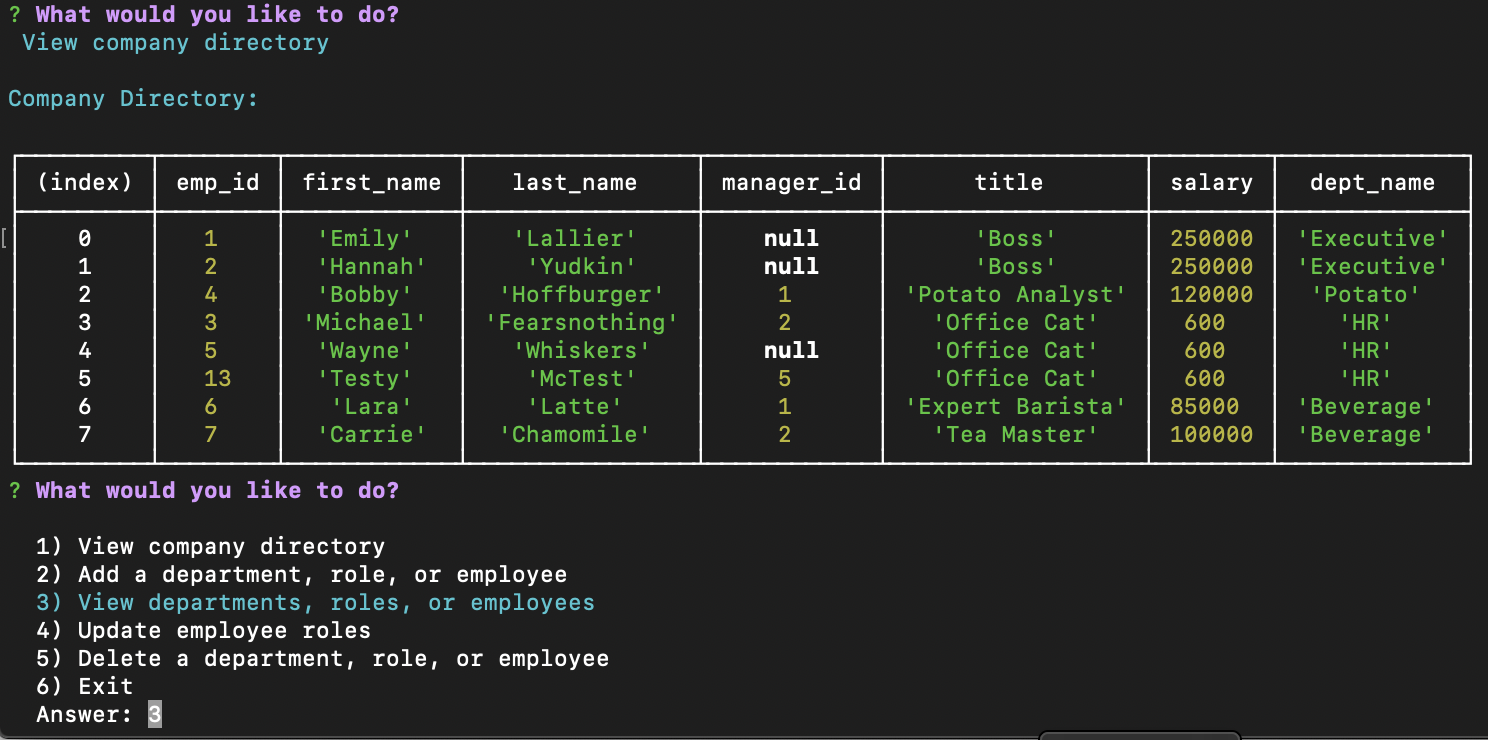 ? What would you like to do?
View company directory
Company Directory:
(index) emp_id first_name last_name manager_id title salary dept_name
0 1 'Emily' 'Lallier' null 'Boss' 250000 'Executive'
1 2 'Hannah' 'Yudkin' null 'Boss' 250000 'Executive'
2 4 'Bobby' 'Hoffburger' 1 'Potato Analyst' 120000 'Potato'
3 3 'Michael' 'Fearsnothing' 2 'Office Cat' 600 'HR'
4 5 'Wayne' 'Whiskers' null 'Office Cat' 600 'HR'
5 13 'Testy' 'McTest' 5 'Office Cat' 600 'HR'
6 6 'Lara' 'Latte' 1 'Expert Barista' 85000 'Beverage'
7 7 'Carrie' 'Chamomile' 2 'Tea Master' 100000 'Beverage'
? What would you like to do?
1) View company directory
2) Add a department, role, or employee
3) View departments, roles, or employees
4) Update employee roles
5) Delete a department, role, or employee
6) Exit
Answer: 3